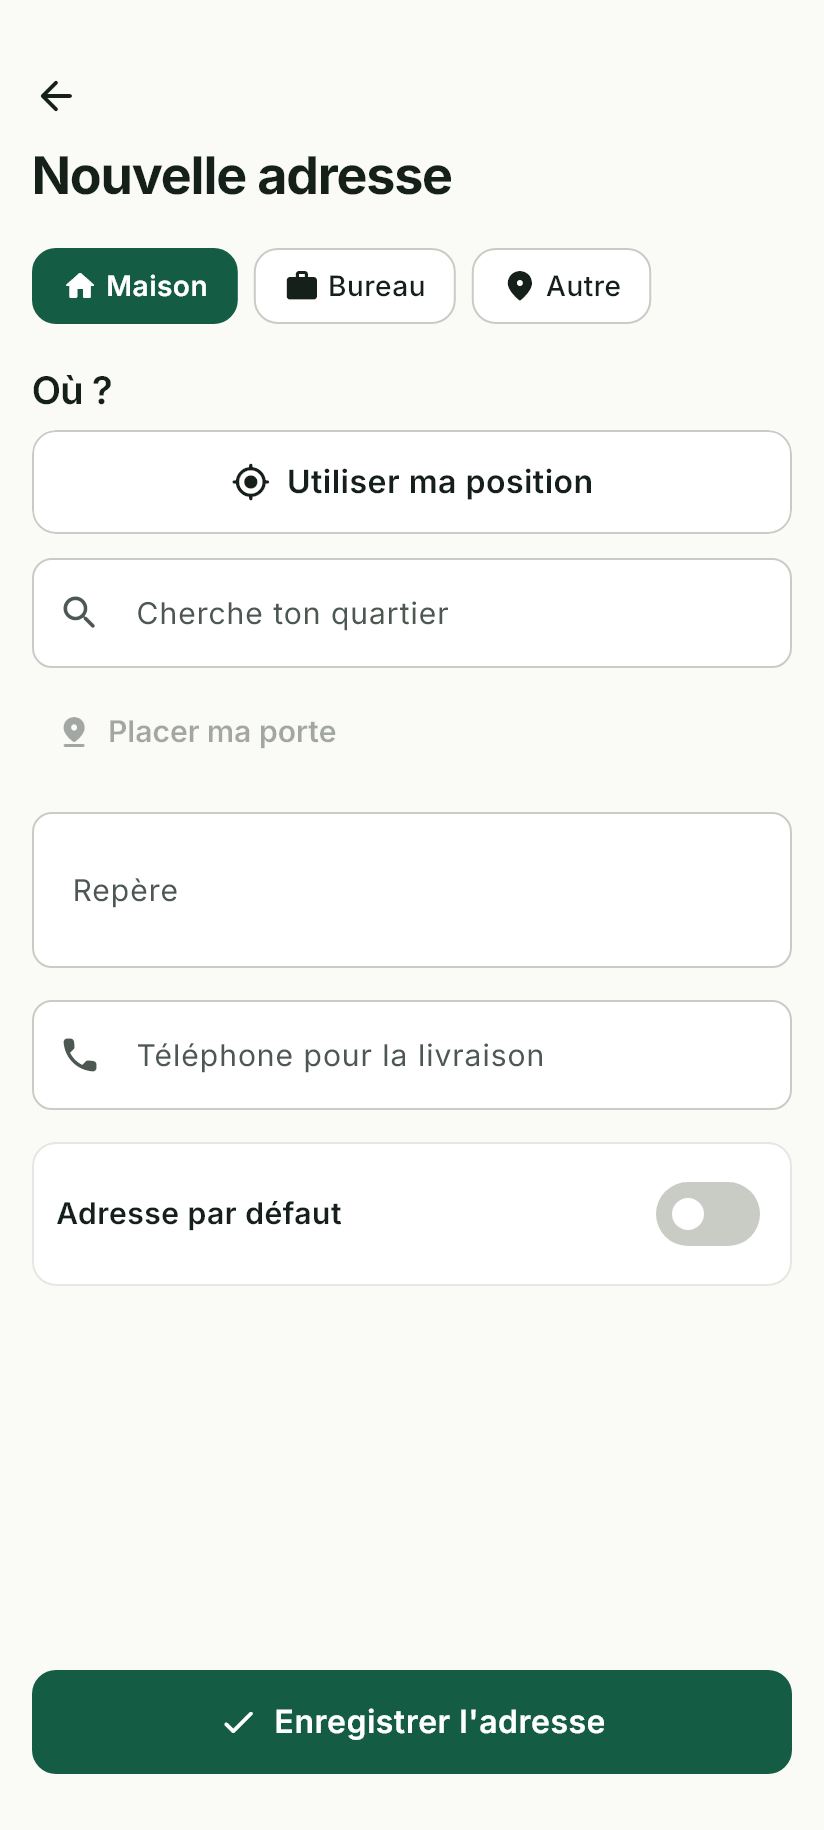 Nouvelle adresse
Maison
Bureau
Autre
Où ?
Utiliser ma position
Cherche ton quartier
Placer ma porte
Repère
Téléphone pour la livraison
Adresse par défaut
Enregistrer l'adresse